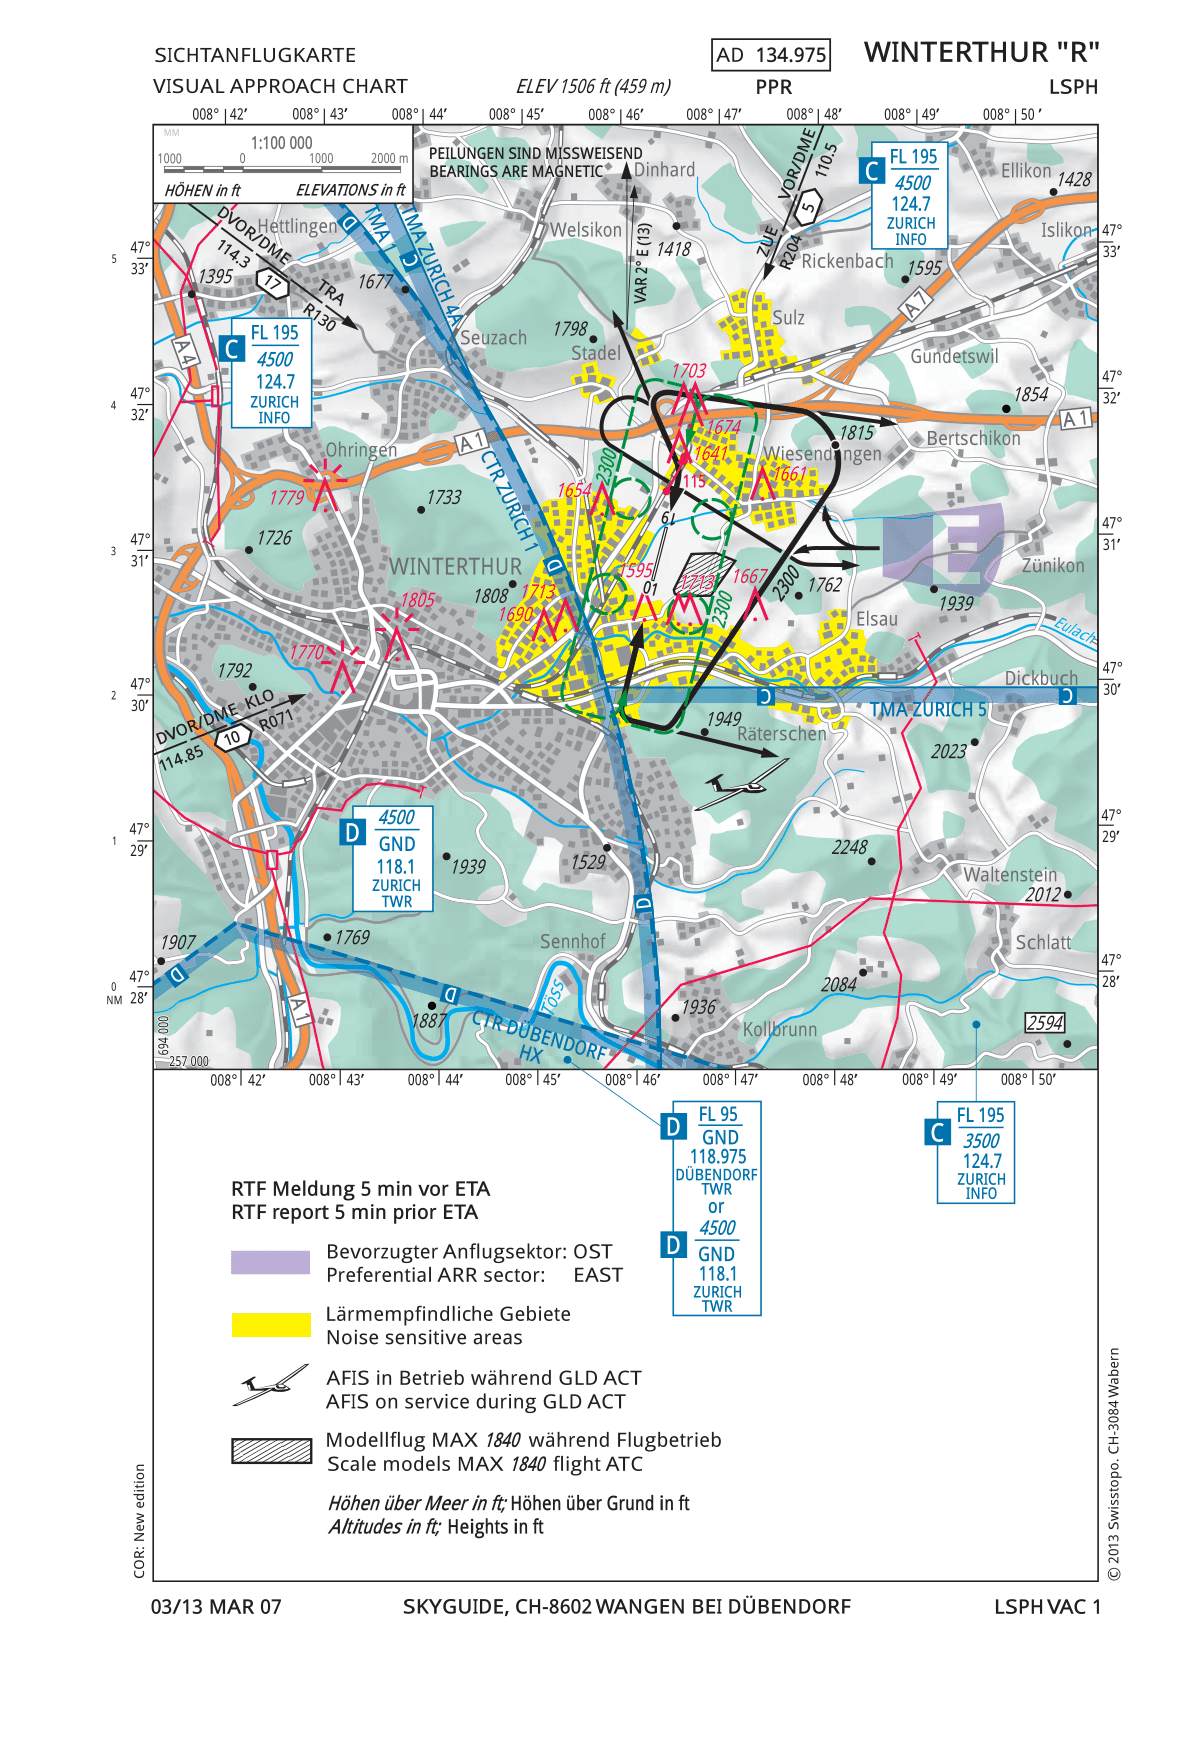 SICHTANFLUGKARTE
VISUAL APPROACH CHART
ELEV 1506 ft (459 m)
AD 134.975
PPR
WINTERTHUR "R"
LSPH
008° 42′
008° 43′
008° 44′
008° 45′
008° 46′
008° 47′
008° 48′
008° 49′
008° 50′
MM
1:100 000
1000 0 1000 2000 m
HÖHEN in ft ELEVATIONS in ft
PEILUNGEN SIND MISSWEISEND
BEARINGS ARE MAGNETIC
VOR/DME
110.5
5
ZUE
R204
C
FL 195
4500
124.7
ZURICH
INFO
Dinhard
Ellikon
1428
Islikon
Hettlingen
Welsikon
1418
VAR 2° E (13)
Rickenbach
1595
47°
33′
47°
33′
5
DVOR/DME
114.3
17
TRA
R130
1395
1677
D
TMA 1
C
TMA ZURICH 4A
Seuzach
1798
Stadel
Sulz
A7
Gundetswil
A4
C
FL 195
4500
124.7
ZURICH
INFO
4
47°
32′
47°
32′
1703
1854
A1
1674
1815
Bertschikon
Wiesendangen
A1
Ohringen
1779
1733
CTR ZURICH 1
2300
1654
1641
115
1661
19
1726
3
47°
31′
47°
31′
WINTERTHUR
1808
D
1595
01
1713
1667
2300
2300
1762
E
Zünikon
1939
1713
1690
1805
1770
1792
Elsau
Eulach
Dickbuch
2
47°
30′
47°
30′
C
C
TMA ZURICH 5
DVOR/DME KLO
114.85
10
R071
1949
Räterschen
2023
D
4500
GND
118.1
ZURICH
TWR
1
47°
29′
47°
29′
1939
1529
2248
Waltenstein
2012
D
1907
1769
Sennhof
Schlatt
D
0
NM
47°
28′
47°
28′
D
Töss
2084
1887
1936
CTR DÜBENDORF
HX
Kollbrunn
2594
A1
694 000
257 000
008° 42′
008° 43′
008° 44′
008° 45′
008° 46′
008° 47′
008° 48′
008° 49′
008° 50′
D
FL 95
GND
118.975
DÜBENDORF
TWR
or
D
4500
GND
118.1
ZURICH
TWR
C
FL 195
3500
124.7
ZURICH
INFO
RTF Meldung 5 min vor ETA
RTF report 5 min prior ETA
Bevorzugter Anflugsektor: OST
Preferential ARR sector: EAST
Lärmempfindliche Gebiete
Noise sensitive areas
AFIS in Betrieb während GLD ACT
AFIS on service during GLD ACT
Modellflug MAX 1840 während Flugbetrieb
Scale models MAX 1840 flight ATC
Höhen über Meer in ft; Höhen über Grund in ft
Altitudes in ft; Heights in ft
COR: New edition
© 2013 Swisstopo. CH-3084 Wabern
03/13 MAR 07
SKYGUIDE, CH-8602 WANGEN BEI DÜBENDORF
LSPH VAC 1